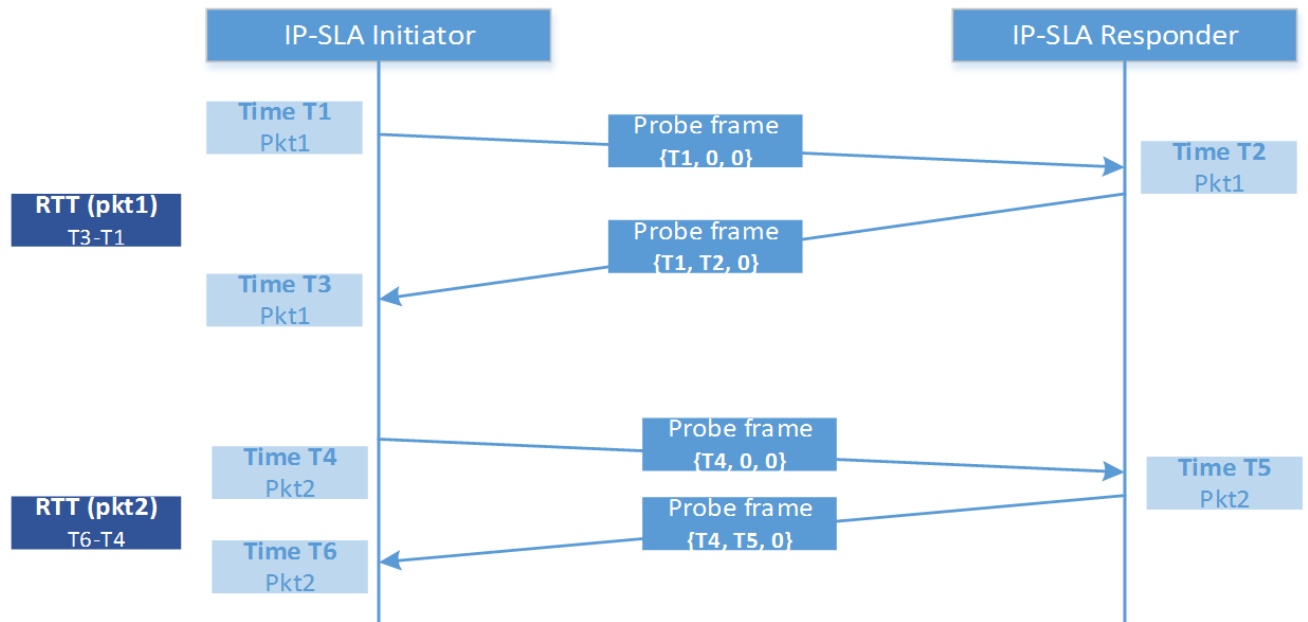 IP-SLA Initiator
IP-SLA Responder
Time T1
Pkt1
Probe frame
{T1, 0, 0}
Time T2
Pkt1
RTT (pkt1)
T3-T1
Probe frame
{T1, T2, 0}
Time T3
Pkt1
Probe frame
{T4, 0, 0}
Time T4
Pkt2
Time T5
Pkt2
RTT (pkt2)
T6-T4
Probe frame
{T4, T5, 0}
Time T6
Pkt2